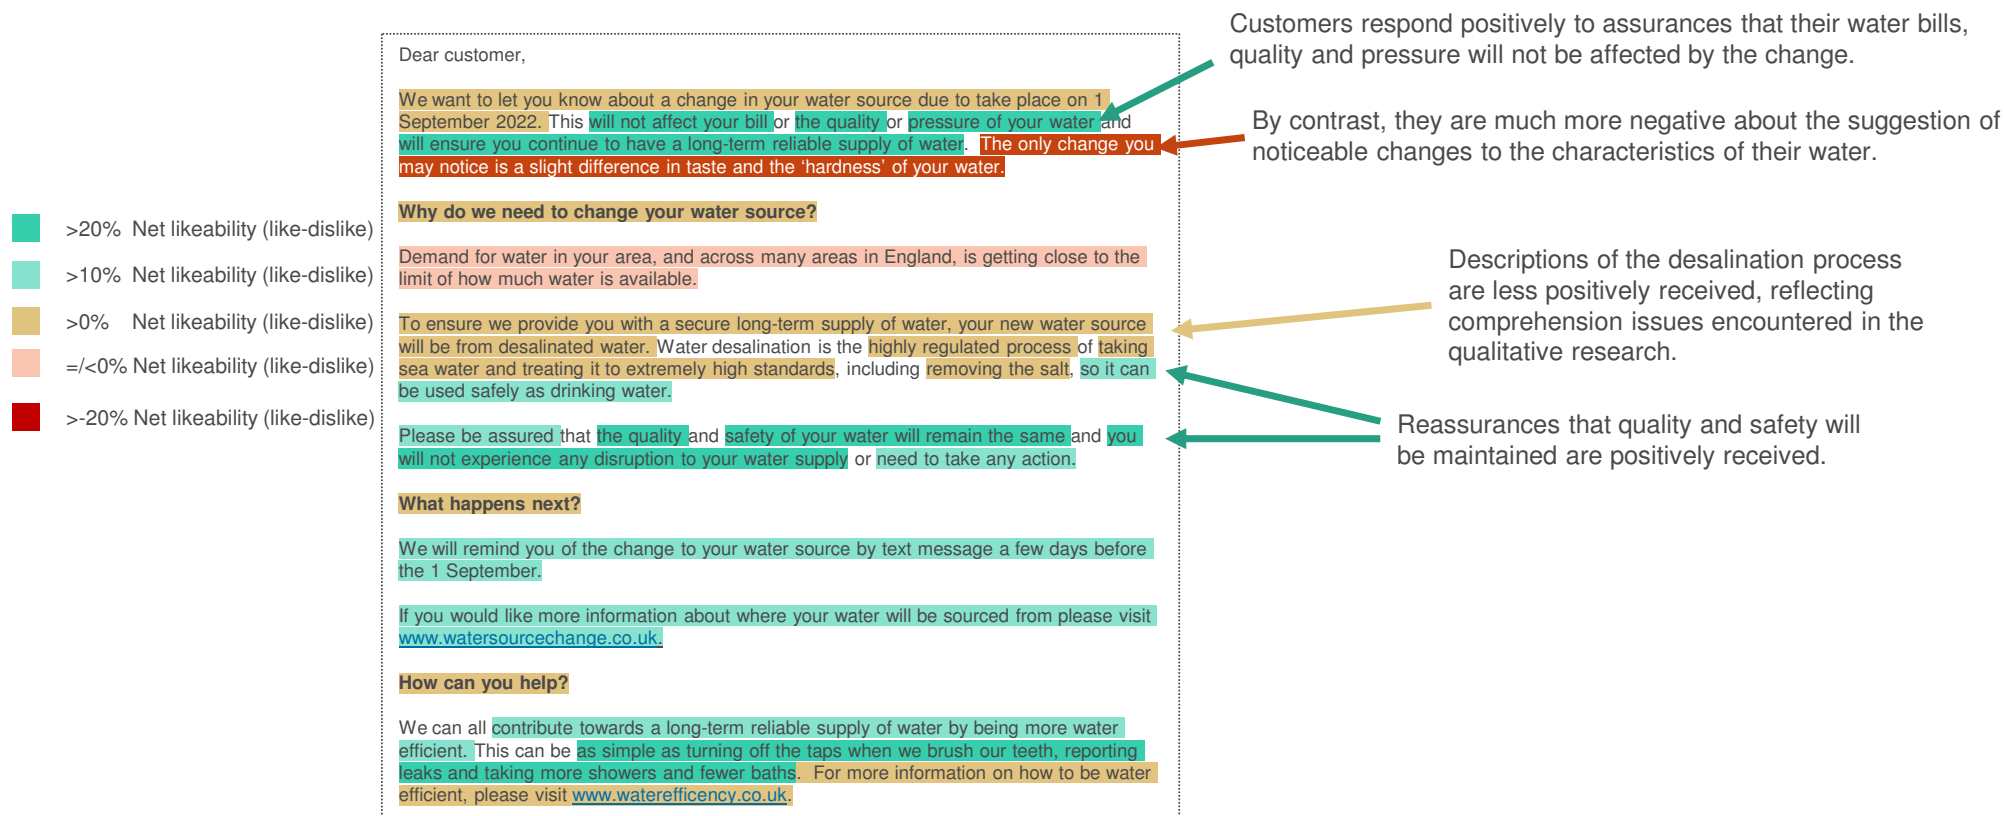 Dear customer,
We want to let you know about a change in your water source due to take place on 1
September 2022. This will not affect your bill or the quality or pressure of your water and
will ensure you continue to have a long-term reliable supply of water. The only change you
may notice is a slight difference in taste and the ‘hardness’ of your water.
Why do we need to change your water source?
Demand for water in your area, and across many areas in England, is getting close to the
limit of how much water is available.
To ensure we provide you with a secure long-term supply of water, your new water source
will be from desalinated water. Water desalination is the highly regulated process of taking
sea water and treating it to extremely high standards, including removing the salt, so it can
be used safely as drinking water.
Please be assured that the quality and safety of your water will remain the same and you
will not experience any disruption to your water supply or need to take any action.
What happens next?
We will remind you of the change to your water source by text message a few days before
the 1 September.
If you would like more information about where your water will be sourced from please visit
www.watersourcechange.co.uk.
How can you help?
We can all contribute towards a long-term reliable supply of water by being more water
efficient. This can be as simple as turning off the taps when we brush our teeth, reporting
leaks and taking more showers and fewer baths. For more information on how to be water
efficient, please visit www.waterefficency.co.uk.
>20% Net likeability (like-dislike)
>10% Net likeability (like-dislike)
>0% Net likeability (like-dislike)
=/<0% Net likeability (like-dislike)
>-20% Net likeability (like-dislike)
Customers respond positively to assurances that their water bills,
quality and pressure will not be affected by the change.
By contrast, they are much more negative about the suggestion of
noticeable changes to the characteristics of their water.
Descriptions of the desalination process
are less positively received, reflecting
comprehension issues encountered in the
qualitative research.
Reassurances that quality and safety will
be maintained are positively received.